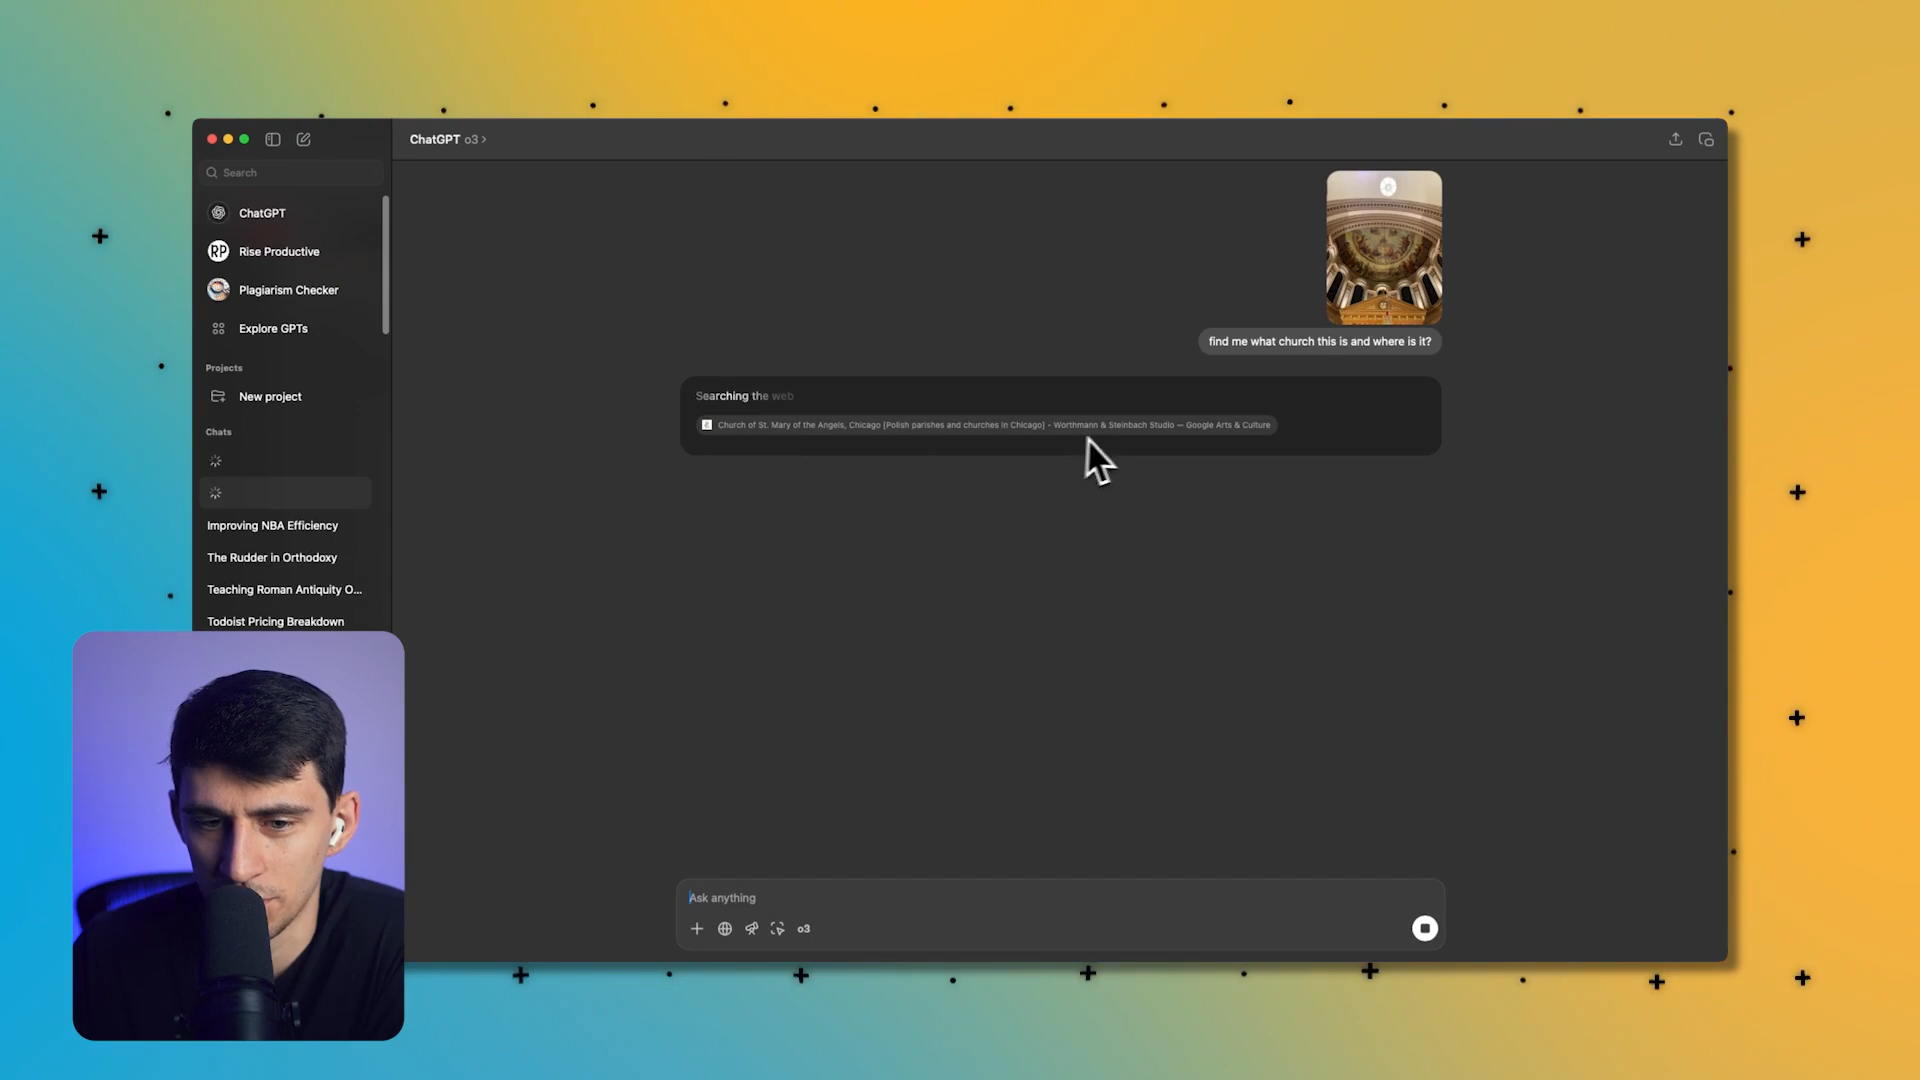 ChatGPT o3 >
Search
ChatGPT
RP Rise Productive
Plagiarism Checker
Explore GPTs
Projects
New project
Chats
Improving NBA Efficiency
The Rudder in Orthodoxy
Teaching Roman Antiquity O...
Todoist Pricing Breakdown
find me what church this is and where is it?
Searching the web
Church of St. Mary of the Angels, Chicago [Polish parishes and churches in Chicago] - Worthmann & Steinbach Studio — Google Arts & Culture
Ask anything
o3